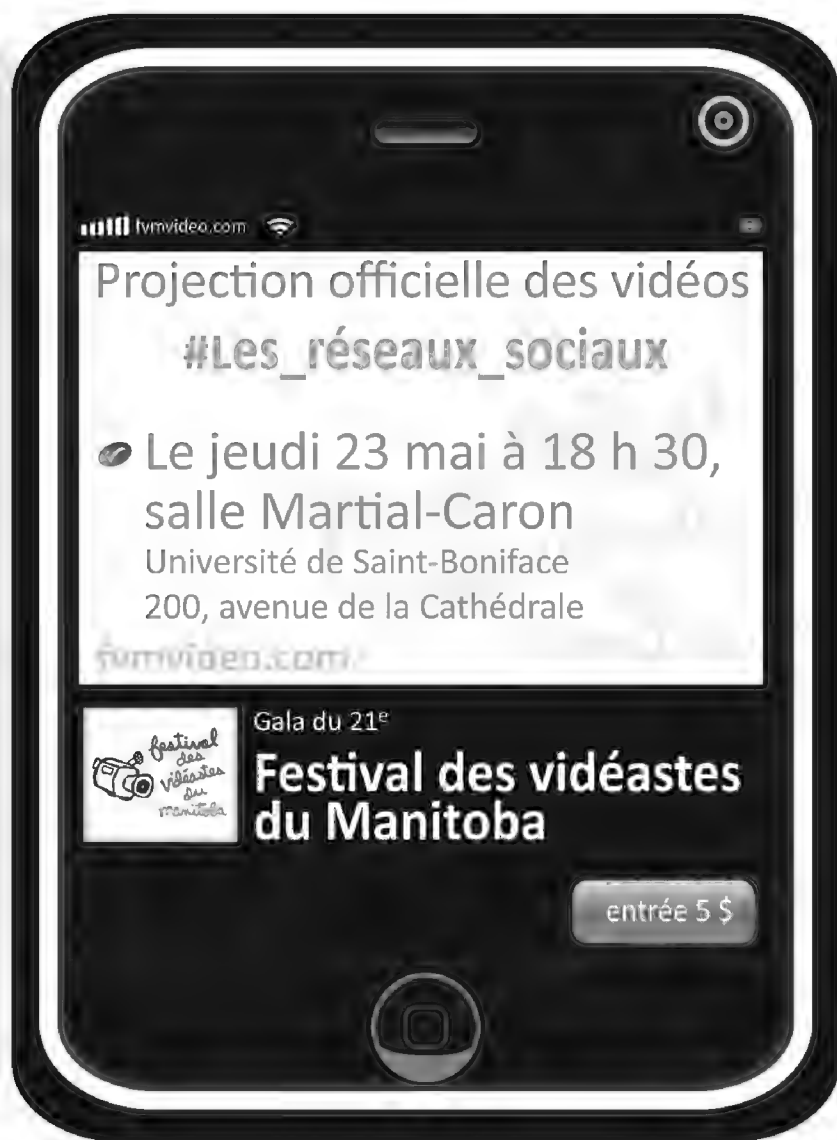 fvmvideo.com
Projection officielle des vidéos
#Les_réseaux_sociaux
Le jeudi 23 mai à 18 h 30,
salle Martial-Caron
Université de Saint-Boniface
200, avenue de la Cathédrale
fvmvideo.com
festival
des
vidéastes
du
manitoba
Gala du 21ᵉ
Festival des vidéastes
du Manitoba
entrée 5 $